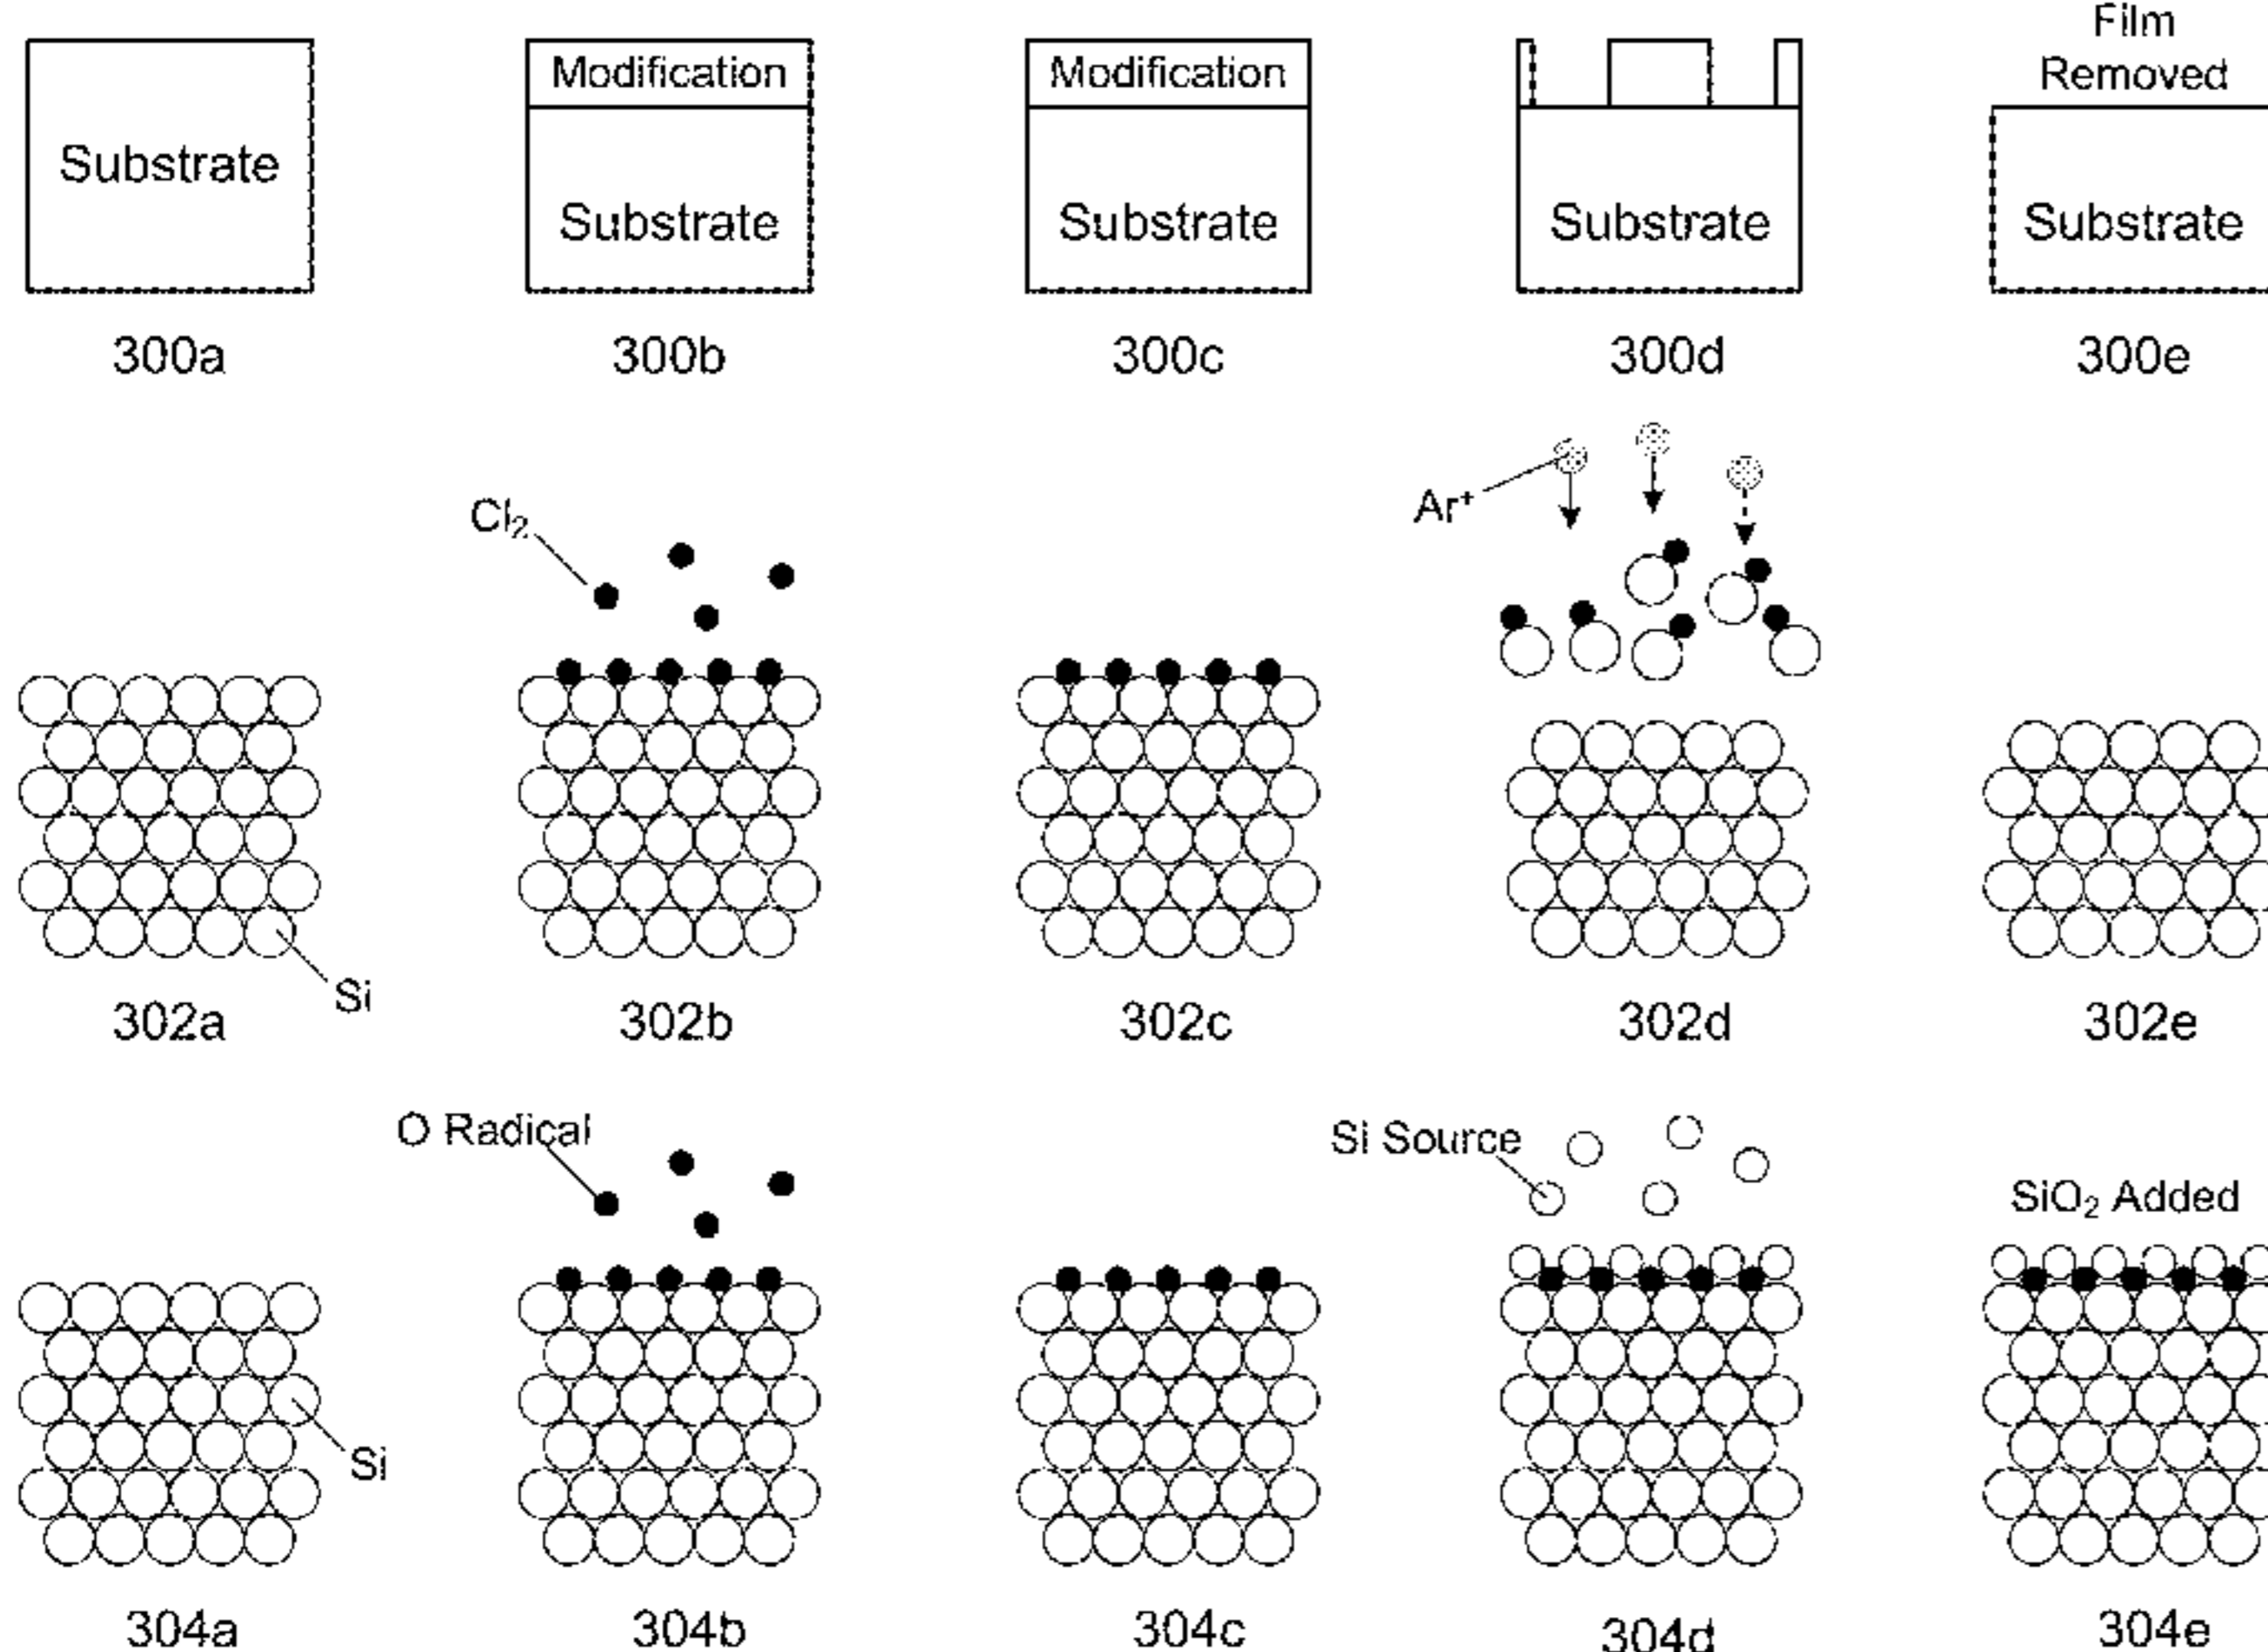 Film
Removed
Modification
Modification
Substrate
Substrate
Substrate
Substrate
Substrate
300a
300b
300c
300d
300e
Cl₂
Ar⁺
Si
302a
302b
302c
302d
302e
O Radical
Si Source
SiO₂ Added
Si
304a
304b
304c
304d
304e